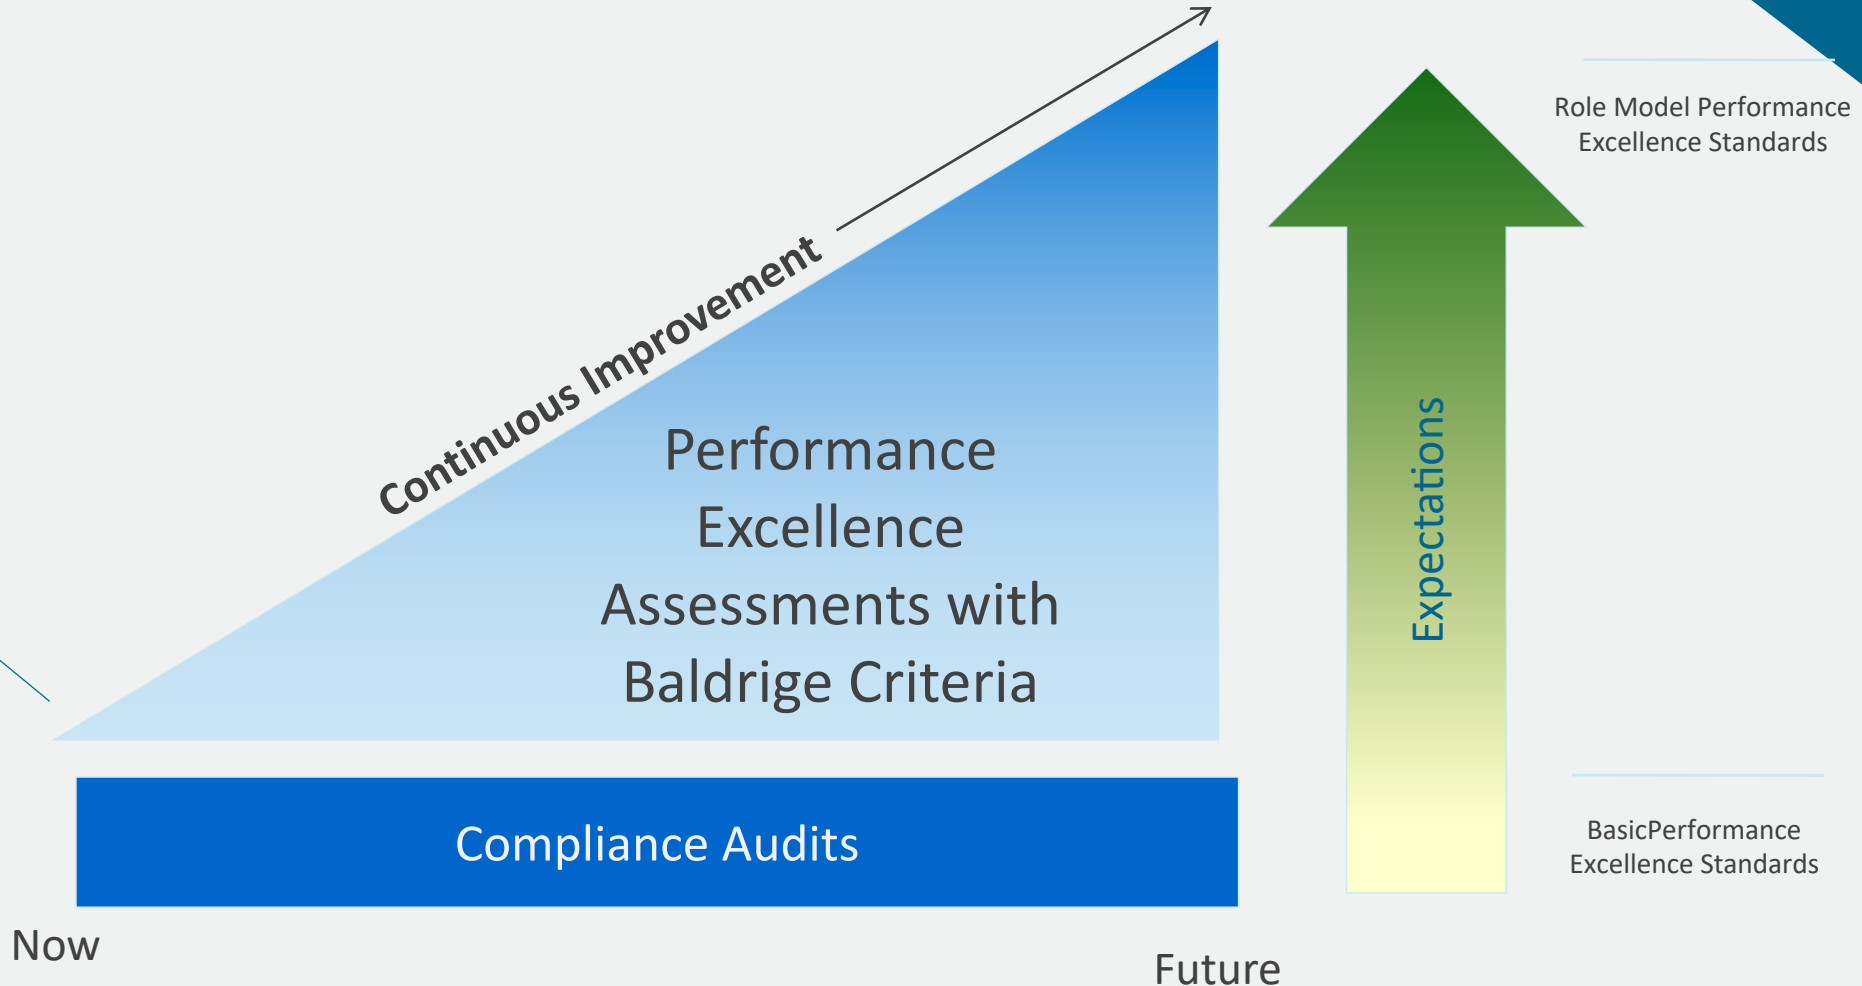 Role Model Performance
Excellence Standards
Continuous Improvement
Performance
Excellence
Assessments with
Baldrige Criteria
Expectations
Compliance Audits
BasicPerformance
Excellence Standards
Now
Future